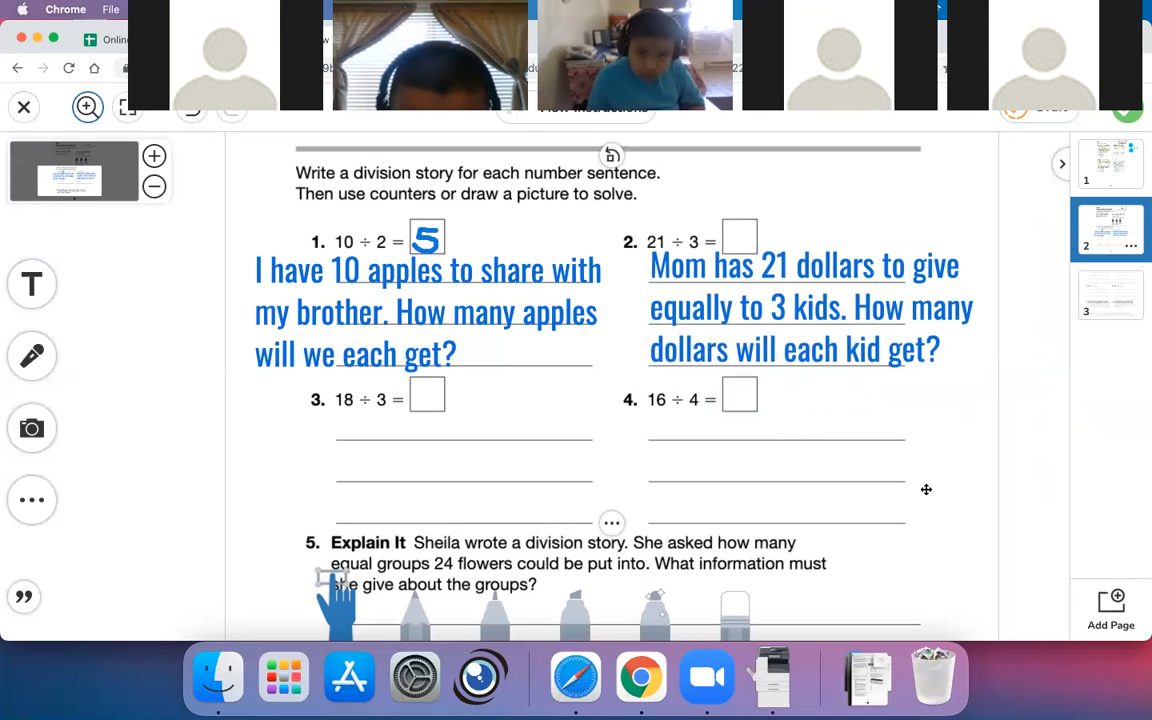 Chrome File
Onlin
Write a division story for each number sentence.
Then use counters or draw a picture to solve.
1. 10 ÷ 2 = 5
I have 10 apples to share with
my brother. How many apples
will we each get?
2. 21 ÷ 3 =
Mom has 21 dollars to give
equally to 3 kids. How many
dollars will each kid get?
3. 18 ÷ 3 =
4. 16 ÷ 4 =
5. Explain It Sheila wrote a division story. She asked how many
equal groups 24 flowers could be put into. What information must
she give about the groups?
T
1
2
3
Add Page